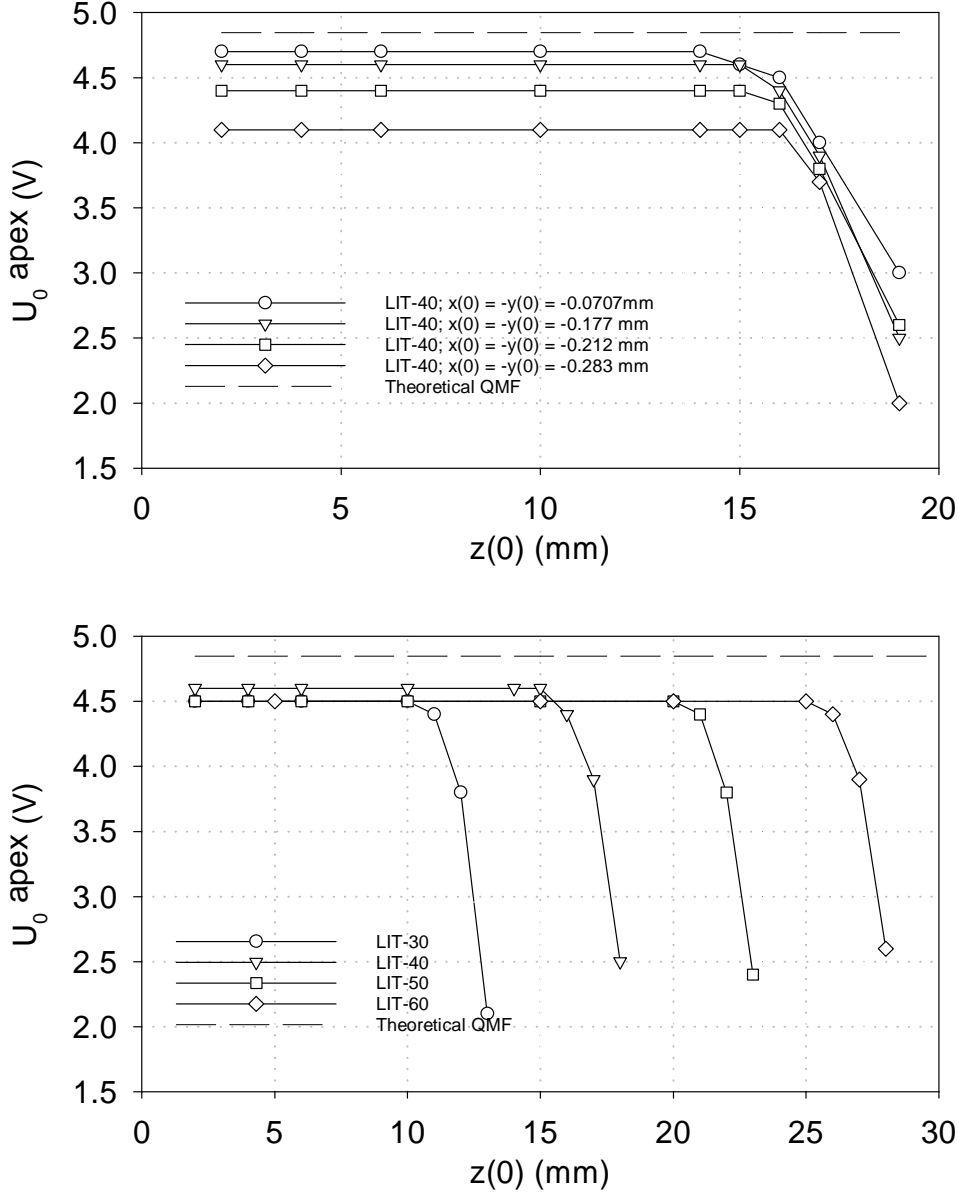 5.0
4.5
4.0
3.5
3.0
2.5
2.0
1.5
U0 apex (V)
LIT-40; x(0) = -y(0) = -0.0707mm
LIT-40; x(0) = -y(0) = -0.177 mm
LIT-40; x(0) = -y(0) = -0.212 mm
LIT-40; x(0) = -y(0) = -0.283 mm
Theoretical QMF
0 5 10 15 20
z(0) (mm)
5.0
4.5
4.0
3.5
3.0
2.5
2.0
1.5
U0 apex (V)
LIT-30
LIT-40
LIT-50
LIT-60
Theoretical QMF
0 5 10 15 20 25 30
z(0) (mm)